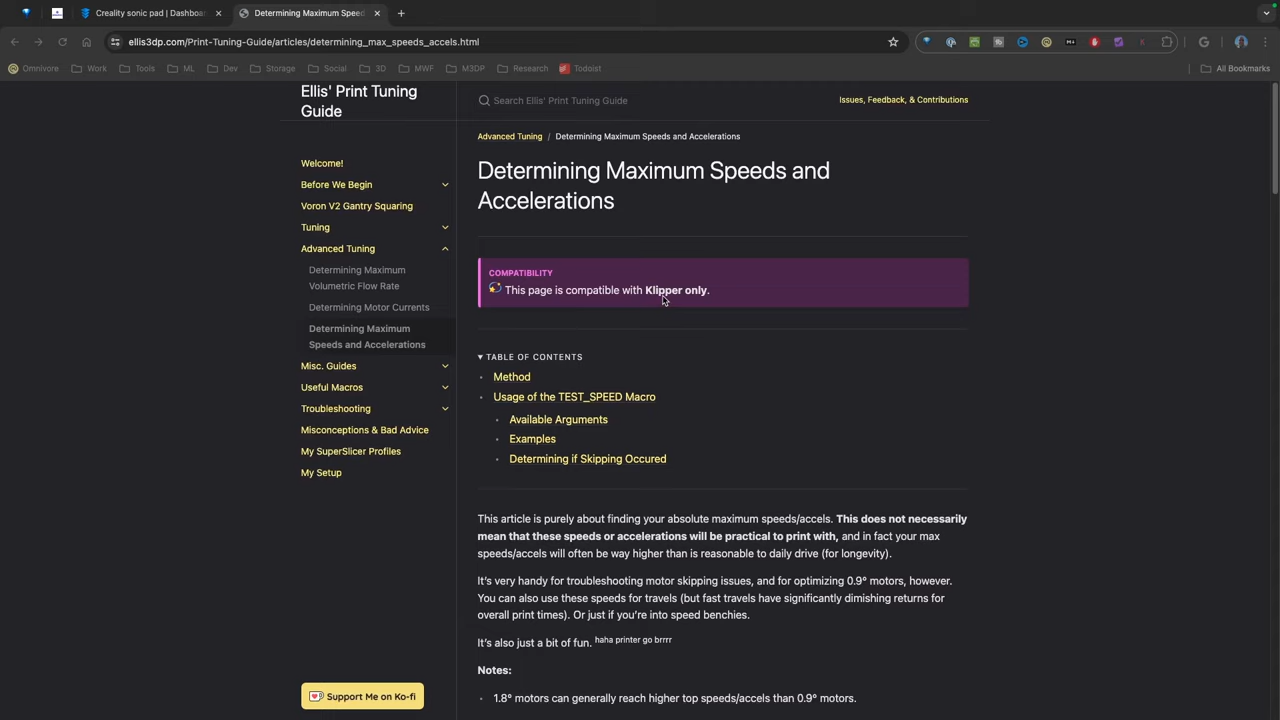 Creality sonic pad | Dashboar
Determining Maximum Speed
ellis3dp.com/Print-Tuning-Guide/articles/determining_max_speeds_accels.html
Omnivore
Work
Tools
ML
Dev
Storage
Social
3D
MWF
M3DP
Research
Todoist
All Bookmarks
Ellis' Print Tuning
Guide
Search Ellis' Print Tuning Guide
Issues, Feedback, & Contributions
Welcome!
Before We Begin
Voron V2 Gantry Squaring
Tuning
Advanced Tuning
Determining Maximum
Volumetric Flow Rate
Determining Motor Currents
Determining Maximum
Speeds and Accelerations
Misc. Guides
Useful Macros
Troubleshooting
Misconceptions & Bad Advice
My SuperSlicer Profiles
My Setup
Support Me on Ko-fi
Advanced Tuning / Determining Maximum Speeds and Accelerations
Determining Maximum Speeds and
Accelerations
COMPATIBILITY
This page is compatible with Klipper only.
TABLE OF CONTENTS
Method
Usage of the TEST_SPEED Macro
Available Arguments
Examples
Determining if Skipping Occured
This article is purely about finding your absolute maximum speeds/accels. This does not necessarily
mean that these speeds or accelerations will be practical to print with, and in fact your max
speeds/accels will often be way higher than is reasonable to daily drive (for longevity).
It's very handy for troubleshooting motor skipping issues, and for optimizing 0.9° motors, however.
You can also use these speeds for travels (but fast travels have significantly dimishing returns for
overall print times). Or just if you're into speed benchies.
It's also just a bit of fun. haha printer go brrrr
Notes:
1.8° motors can generally reach higher top speeds/accels than 0.9° motors.